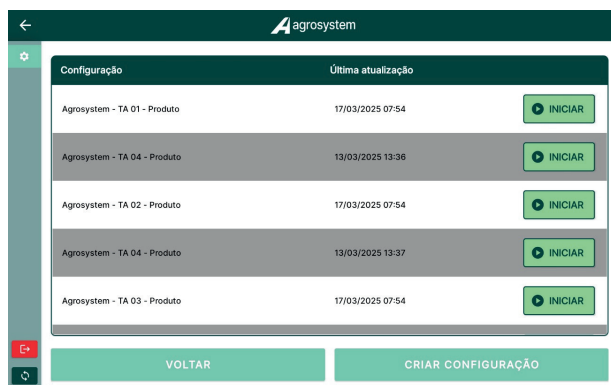 agrosystem
Configuração Última atualização
Agrosystem - TA 01 - Produto 17/03/2025 07:54 INICIAR
Agrosystem - TA 04 - Produto 13/03/2025 13:36 INICIAR
Agrosystem - TA 02 - Produto 17/03/2025 07:54 INICIAR
Agrosystem - TA 04 - Produto 13/03/2025 13:37 INICIAR
Agrosystem - TA 03 - Produto 17/03/2025 07:54 INICIAR
VOLTAR CRIAR CONFIGURAÇÃO